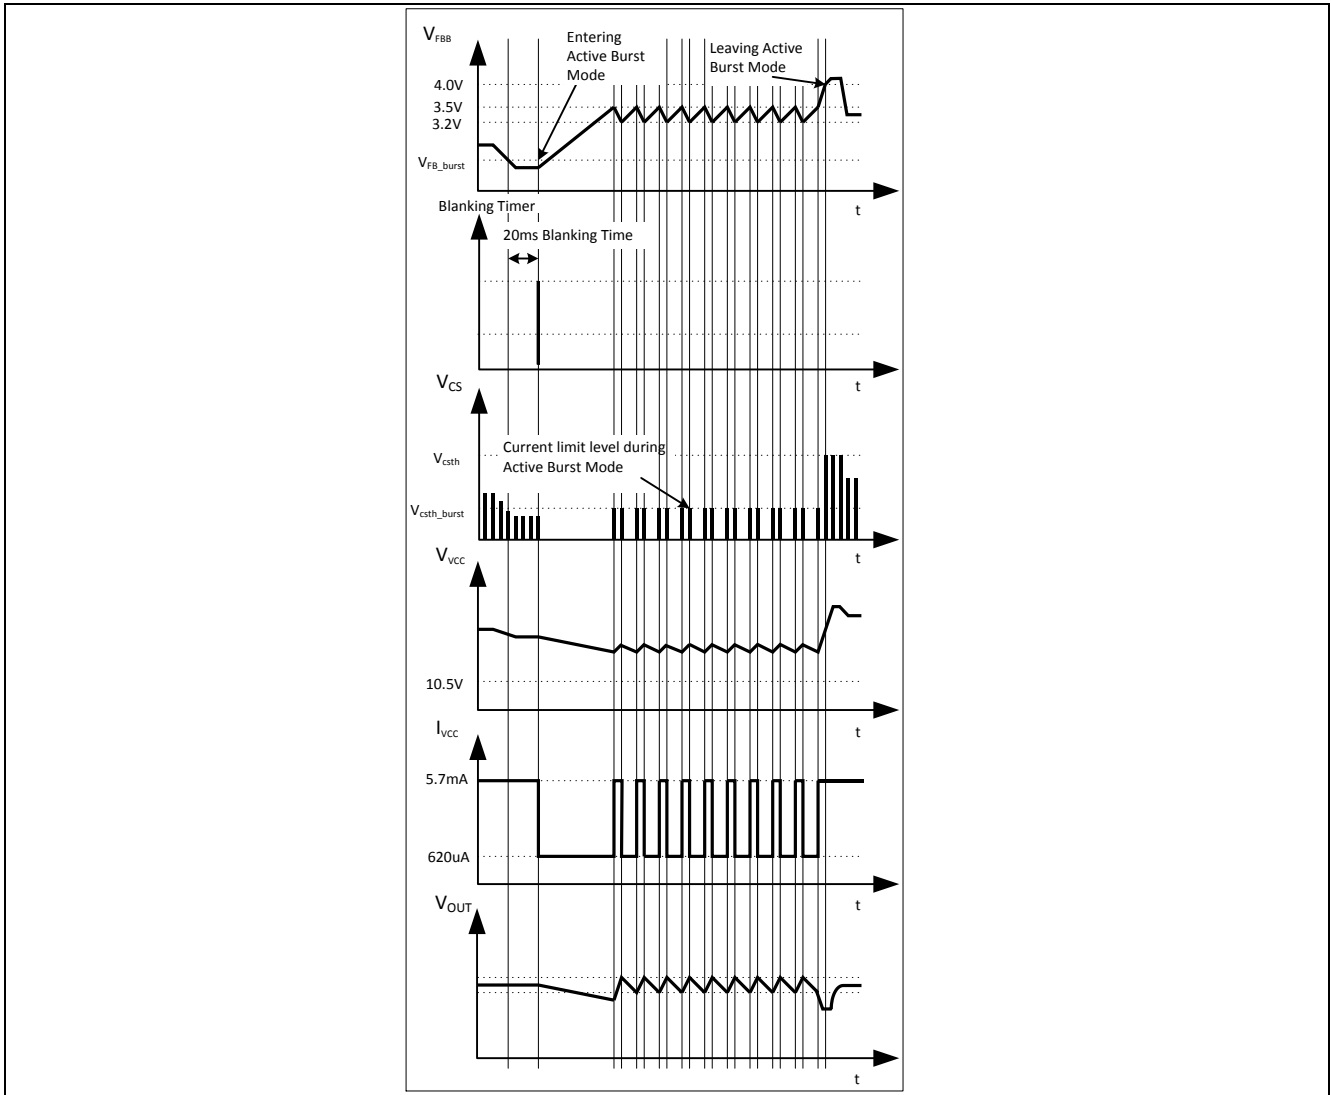 VFBB
Entering
Active Burst
Mode
Leaving Active
Burst Mode
4.0V
3.5V
3.2V
VFB_burst
t
Blanking Timer
20ms Blanking Time
t
VCS
Current limit level during
Active Burst Mode
Vcsth
Vcsth_burst
t
VVCC
10.5V
t
IVCC
5.7mA
620uA
t
VOUT
t